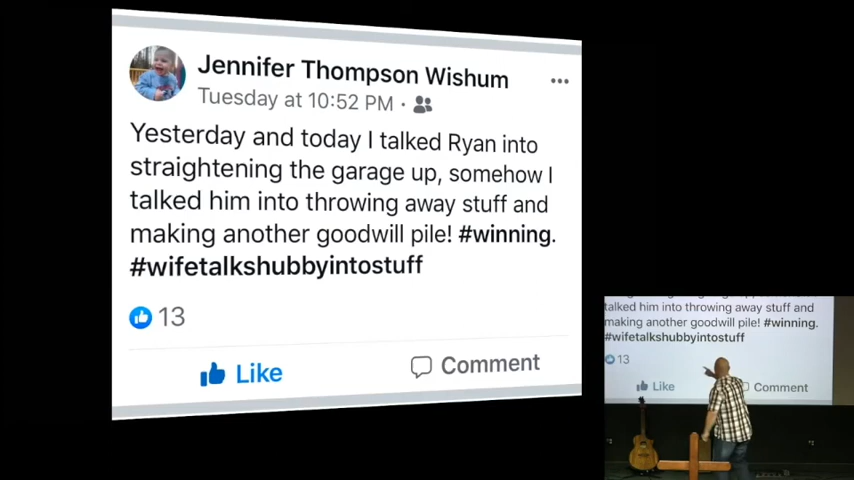 Jennifer Thompson Wishum
Tuesday at 10:52 PM ·
Yesterday and today I talked Ryan into
straightening the garage up, somehow I
talked him into throwing away stuff and
making another goodwill pile! #winning.
#wifetalkshubbyintostuff
13
Like Comment
talked him into throwing away stuff and
making another goodwill pile! #winning.
#wifetalkshubbyintostuff
13
Like Comment